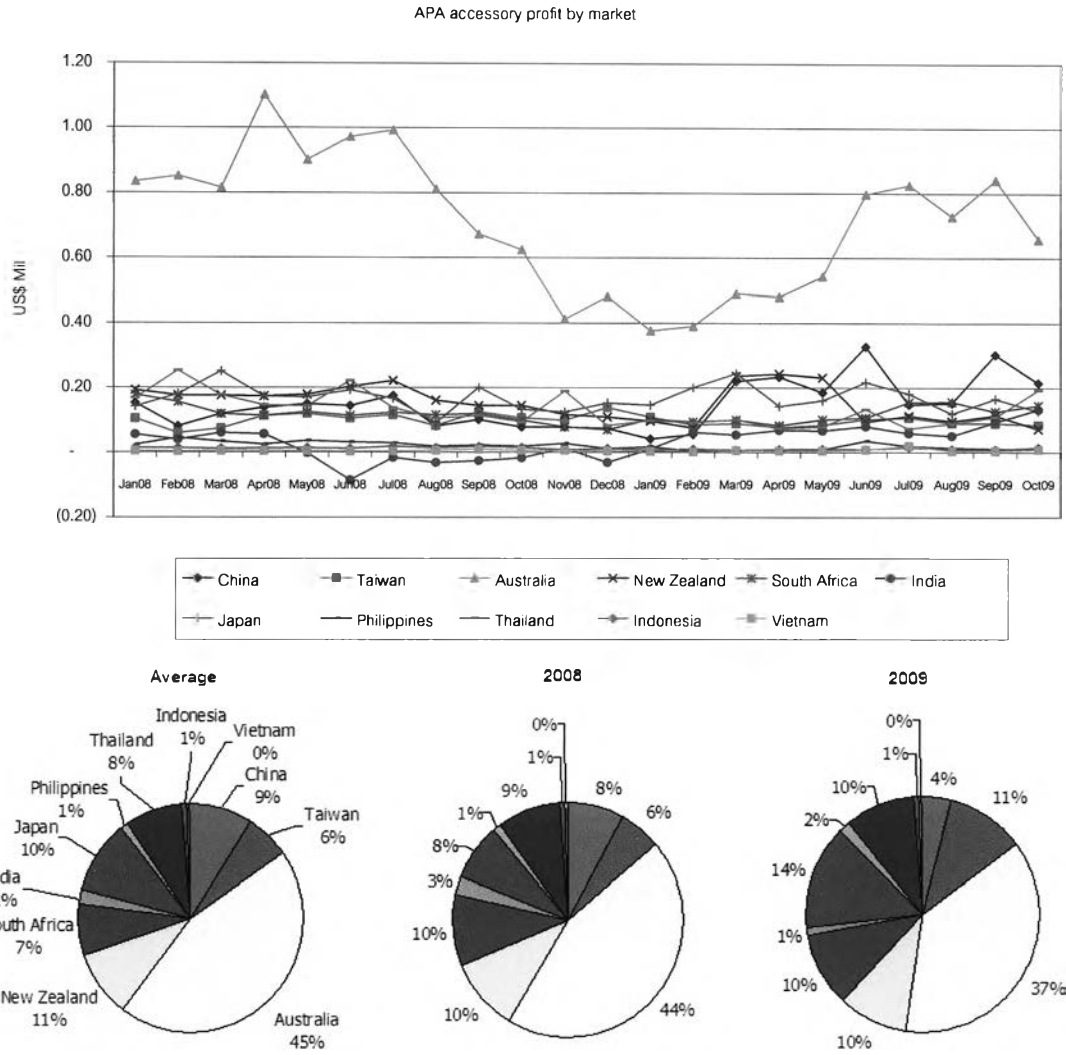 APA accessory profit by market
1.20
1.00
0.80
0.60
0.40
0.20
-
(0.20)
US$ Mil
Jan08 Feb08 Mar08 Apr08 May08 Jun08 Jul08 Aug08 Sep08 Oct08 Nov08 Dec08 Jan09 Feb09 Mar09 Apr09 May09 Jun09 Jul09 Aug09 Sep09 Oct09
China Taiwan Australia New Zealand South Africa India
Japan Philippines Thailand Indonesia Vietnam
Average
Indonesia
1%
Vietnam
0%
Thailand
8%
China
9%
Philippines
1%
Taiwan
6%
Japan
10%
dia
outh Africa
7%
New Zealand
11%
Australia
45%
2008
0%
1%
9%
8%
1%
6%
8%
3%
10%
10%
44%
2009
0%
1%
4%
10%
11%
2%
14%
1%
10%
10%
37%